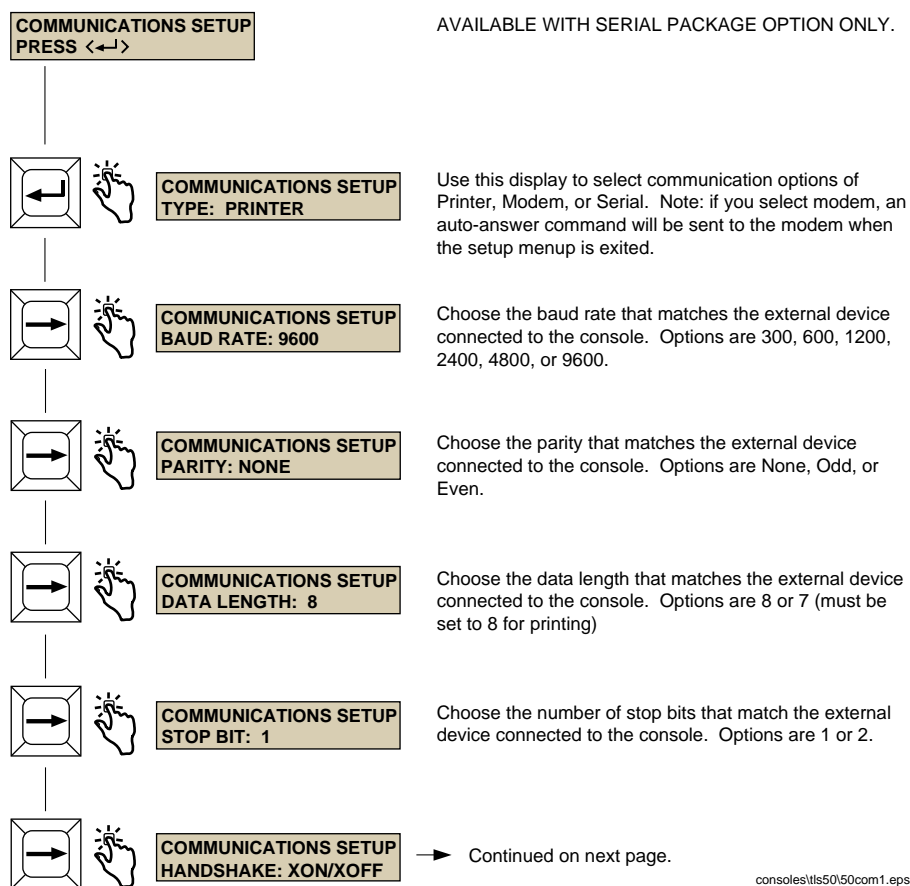 COMMUNICATIONS SETUP
PRESS <↵>
AVAILABLE WITH SERIAL PACKAGE OPTION ONLY.
COMMUNICATIONS SETUP
TYPE: PRINTER
Use this display to select communication options of
Printer, Modem, or Serial. Note: if you select modem, an
auto-answer command will be sent to the modem when
the setup menup is exited.
COMMUNICATIONS SETUP
BAUD RATE: 9600
Choose the baud rate that matches the external device
connected to the console. Options are 300, 600, 1200,
2400, 4800, or 9600.
COMMUNICATIONS SETUP
PARITY: NONE
Choose the parity that matches the external device
connected to the console. Options are None, Odd, or
Even.
COMMUNICATIONS SETUP
DATA LENGTH: 8
Choose the data length that matches the external device
connected to the console. Options are 8 or 7 (must be
set to 8 for printing)
COMMUNICATIONS SETUP
STOP BIT: 1
Choose the number of stop bits that match the external
device connected to the console. Options are 1 or 2.
COMMUNICATIONS SETUP
HANDSHAKE: XON/XOFF
Continued on next page.
consoles\tls50\50com1.eps